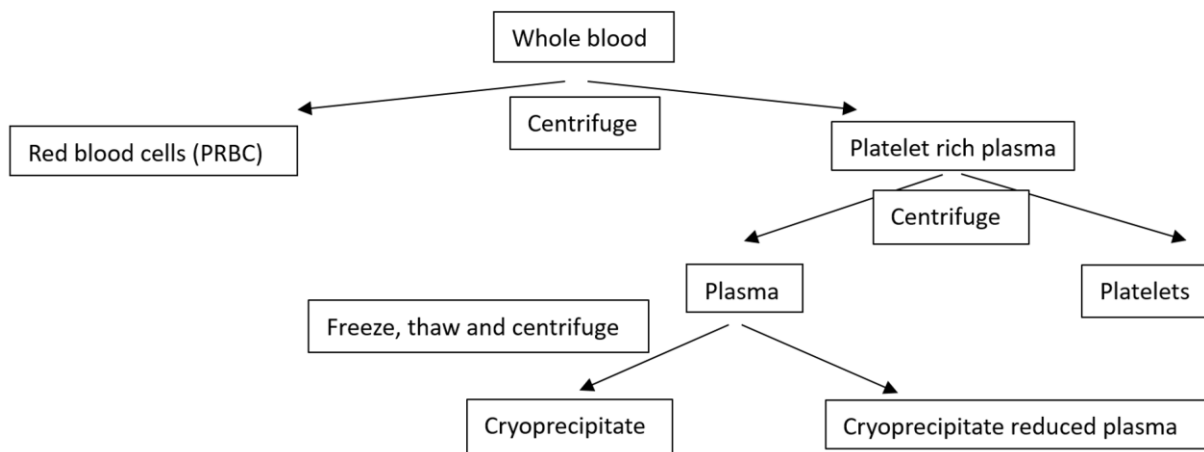 Whole blood
Centrifuge
Red blood cells (PRBC)
Platelet rich plasma
Centrifuge
Plasma
Platelets
Freeze, thaw and centrifuge
Cryoprecipitate
Cryoprecipitate reduced plasma